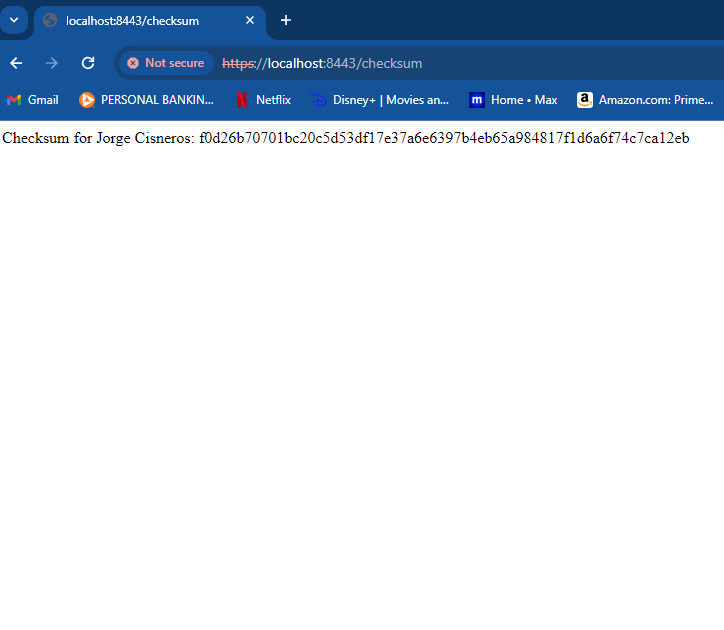 localhost:8443/checksum
Not secure https://localhost:8443/checksum
Gmail PERSONAL BANKIN... Netflix Disney+ | Movies an... m Home • Max a Amazon.com: Prime...
Checksum for Jorge Cisneros: f0d26b70701bc20c5d53df17e37a6e6397b4eb65a984817f1d6a6f74c7ca12eb